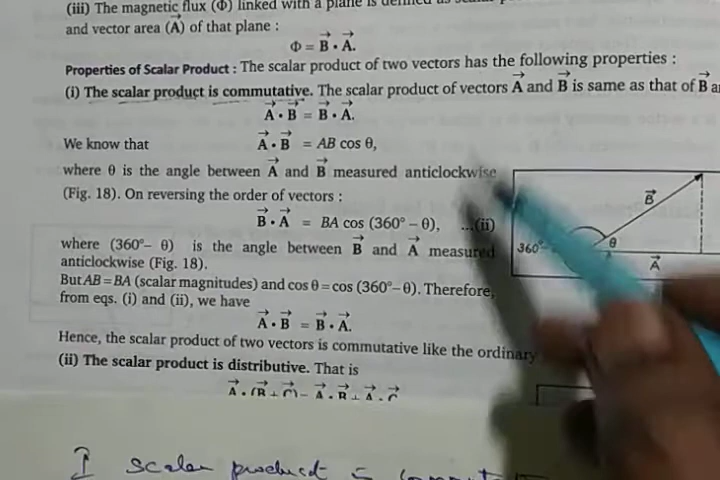 (iii) The magnetic flux (Φ) linked with a plane is defined as scalar
and vector area (A⃗) of that plane :
Φ = B⃗ • A⃗.
Properties of Scalar Product : The scalar product of two vectors has the following properties :
(i) The scalar product is commutative. The scalar product of vectors A⃗ and B⃗ is same as that of B⃗
A⃗ • B⃗ = B⃗ • A⃗.
We know that A⃗ • B⃗ = AB cos θ,
where θ is the angle between A⃗ and B⃗ measured anticlockwise
(Fig. 18). On reversing the order of vectors :
B⃗ • A⃗ = BA cos (360° – θ), ...(ii)
where (360° – θ) is the angle between B⃗ and A⃗ measured
anticlockwise (Fig. 18).
But AB = BA (scalar magnitudes) and cos θ = cos (360° – θ). Therefore,
from eqs. (i) and (ii), we have
A⃗ • B⃗ = B⃗ • A⃗.
Hence, the scalar product of two vectors is commutative like the ordinary
(ii) The scalar product is distributive. That is
A⃗ • (B⃗ + C⃗) = A⃗ • B⃗ + A⃗ • C⃗
B⃗
θ
360°–
A⃗
scalar product is